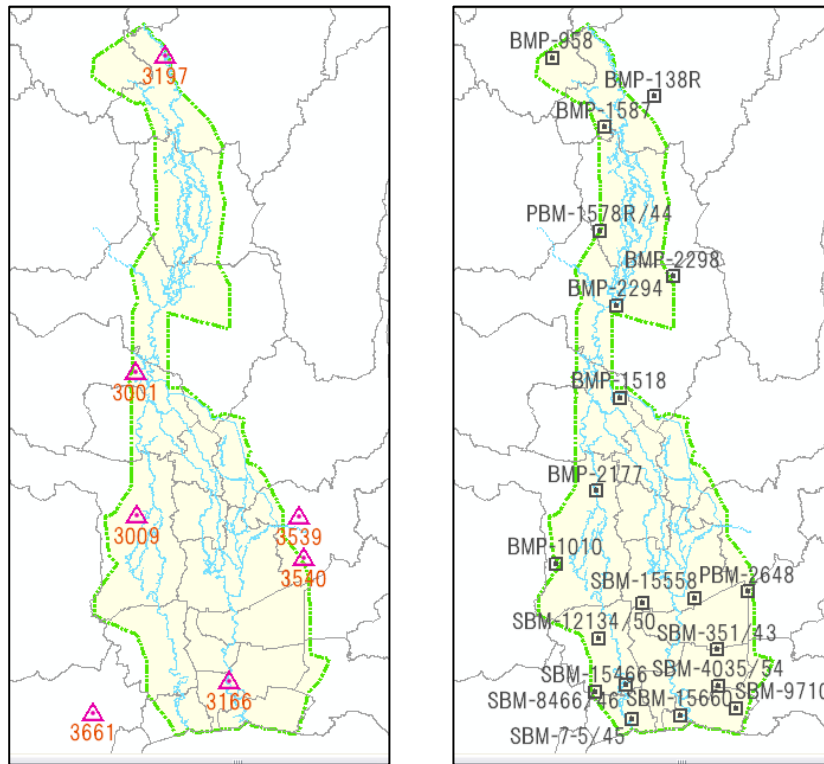 3197
3001
3009
3539
3540
3166
3661
BMP-958
BMP-138R
BMP-1587
PBM-1578R/44
BMP-2298
BMP-2294
BMP-1518
BMP-2177
BMP-1010
SBM-15558
PBM-2648
SBM-12134/50
SBM-351/43
SBM-15466
SBM-4035/54
SBM-8466/46
SBM-15660
SBM-9710
SBM-7-5/45